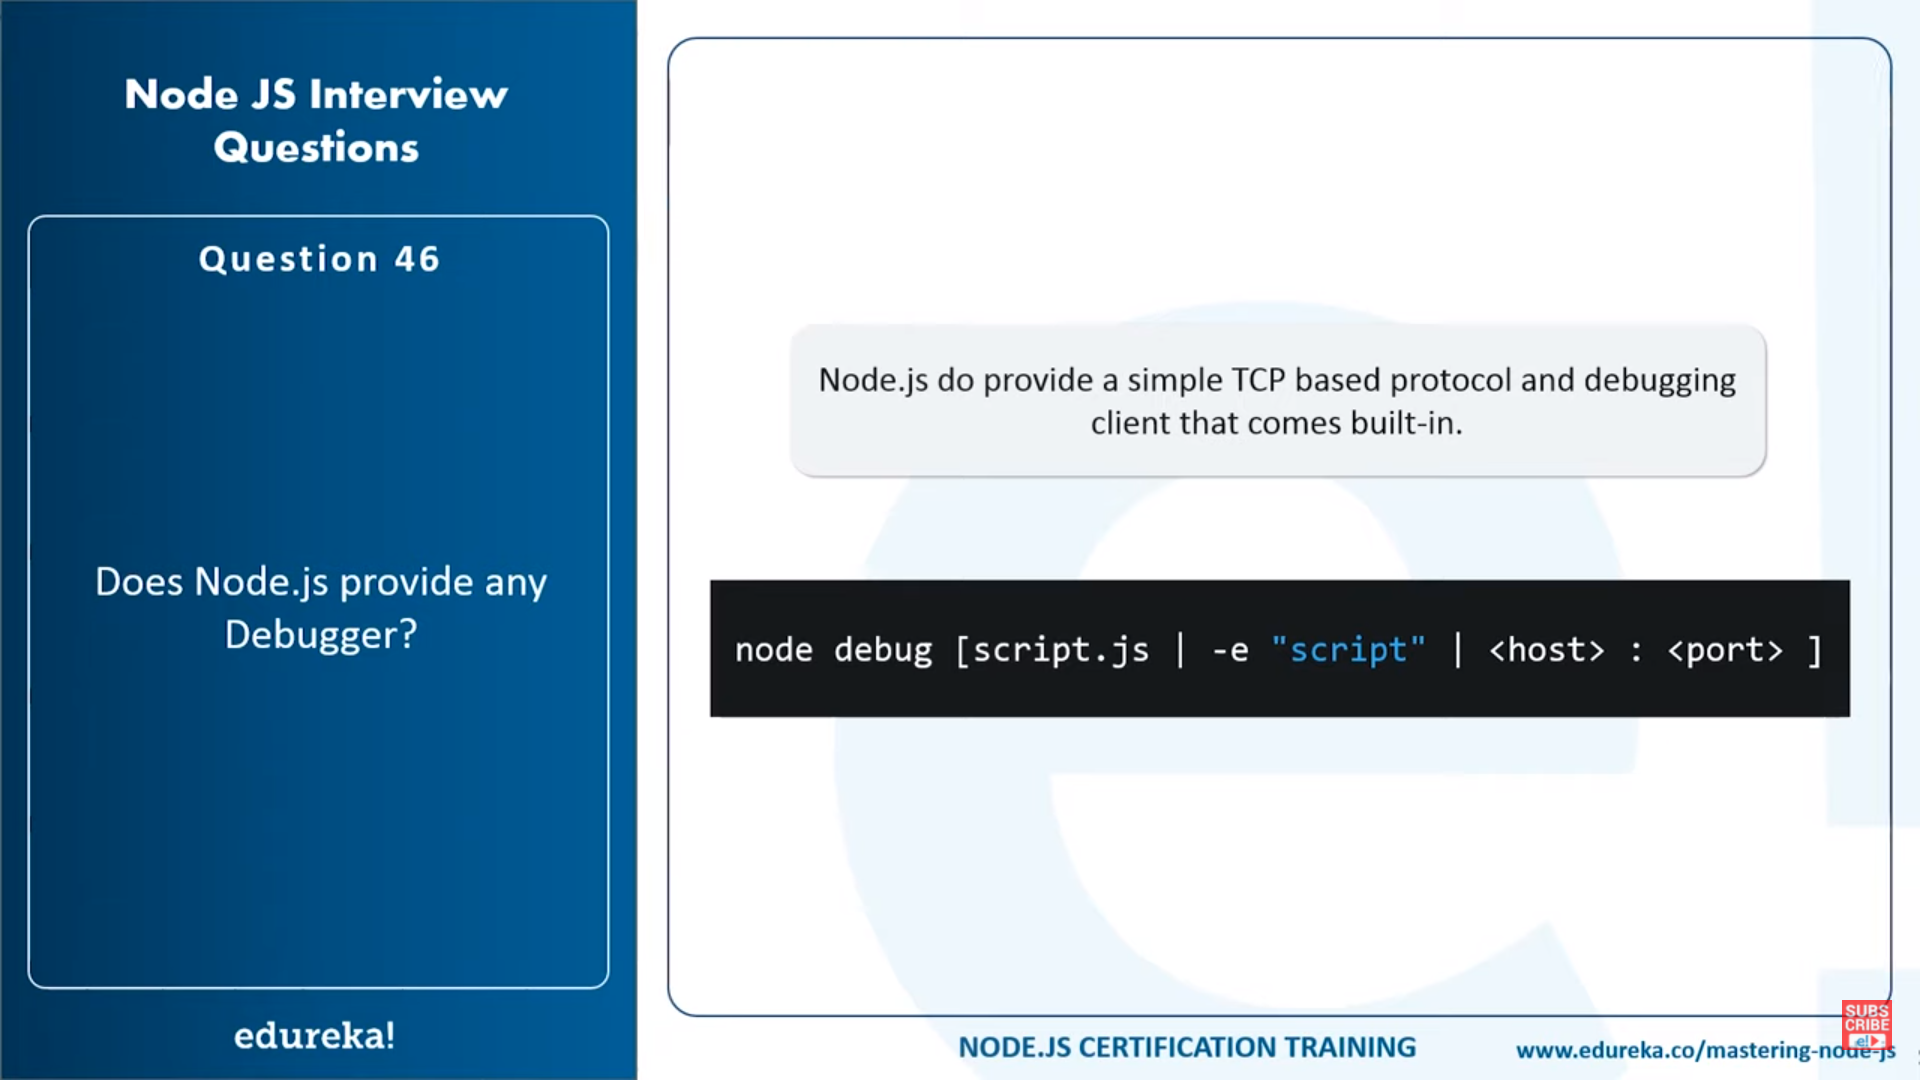 Node JS Interview
Questions
Question 46
Does Node.js provide any
Debugger?
edureka!
Node.js do provide a simple TCP based protocol and debugging
client that comes built-in.
node debug [script.js | -e "script" | <host> : <port> ]
NODE.JS CERTIFICATION TRAINING
www.edureka.co/mastering-node-js
SUBS
CRIBE
e!